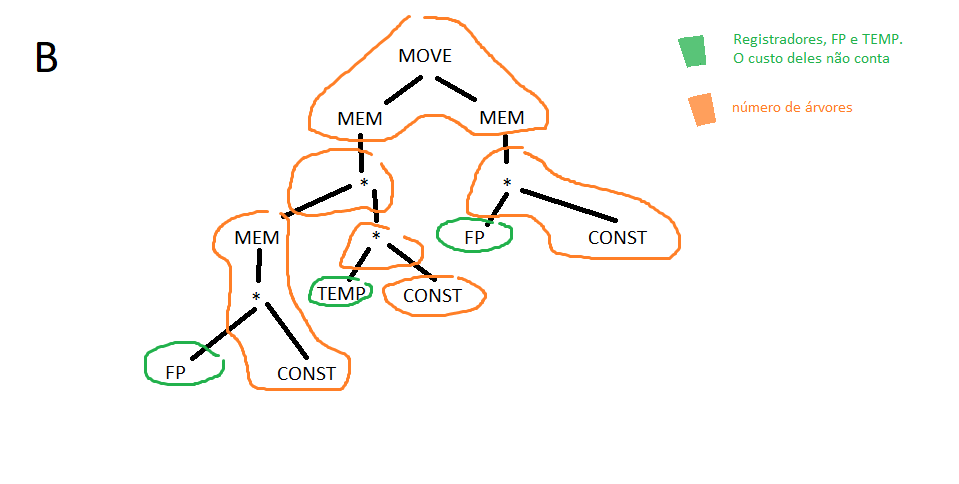 B
Registradores, FP e TEMP.
O custo deles não conta
número de árvores
MOVE
MEM
MEM
*
*
MEM
*
FP
CONST
TEMP
CONST
*
FP
CONST